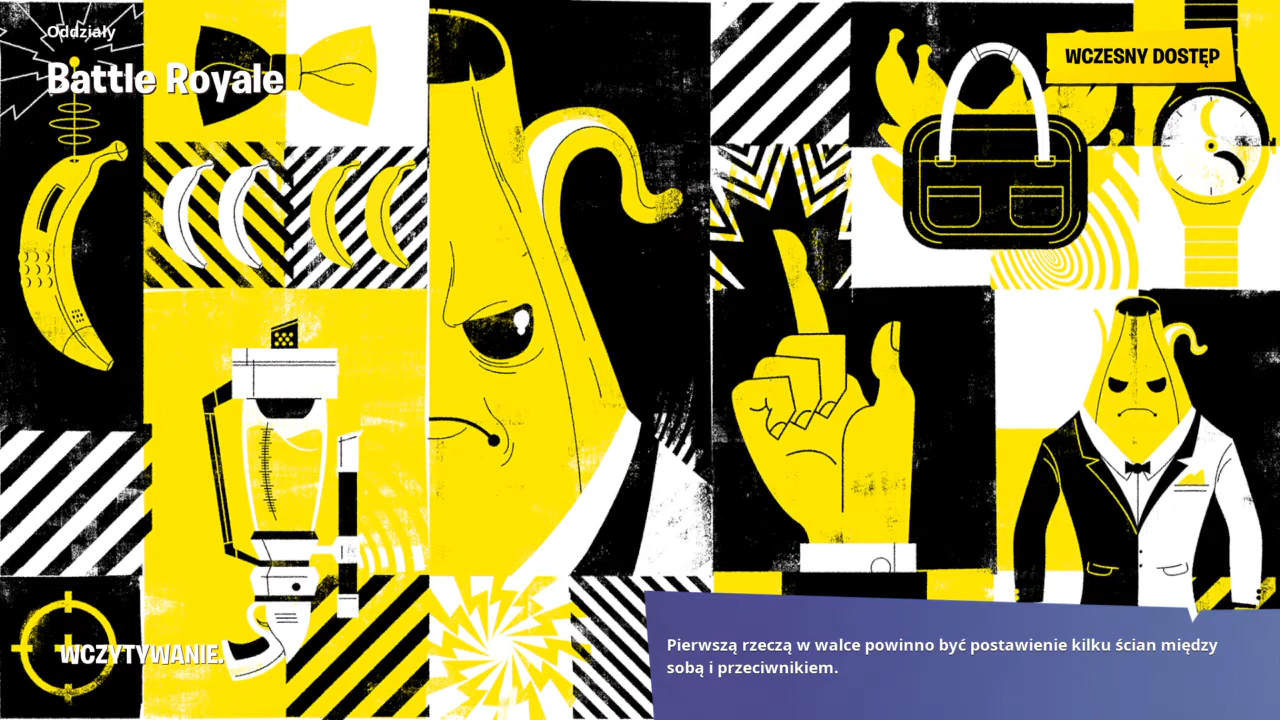 Oddziały
Battle Royale
WCZESNY DOSTĘP
WCZYTYWANIE.
Pierwszą rzeczą w walce powinno być postawienie kilku ścian między
sobą i przeciwnikiem.